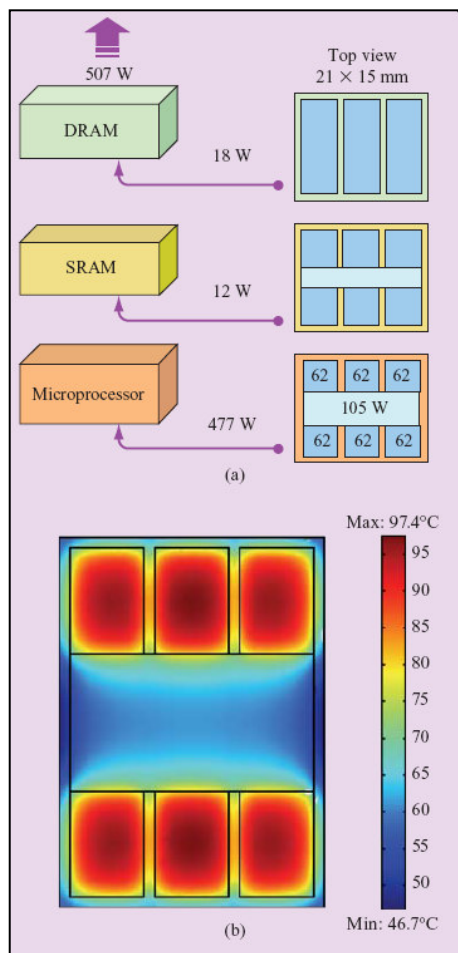 507 W
Top view
21 × 15 mm
DRAM
18 W
SRAM
12 W
Microprocessor
62 62 62
105 W
477 W
62 62 62
(a)
Max: 97.4°C
95
90
85
80
75
70
65
60
55
50
Min: 46.7°C
(b)